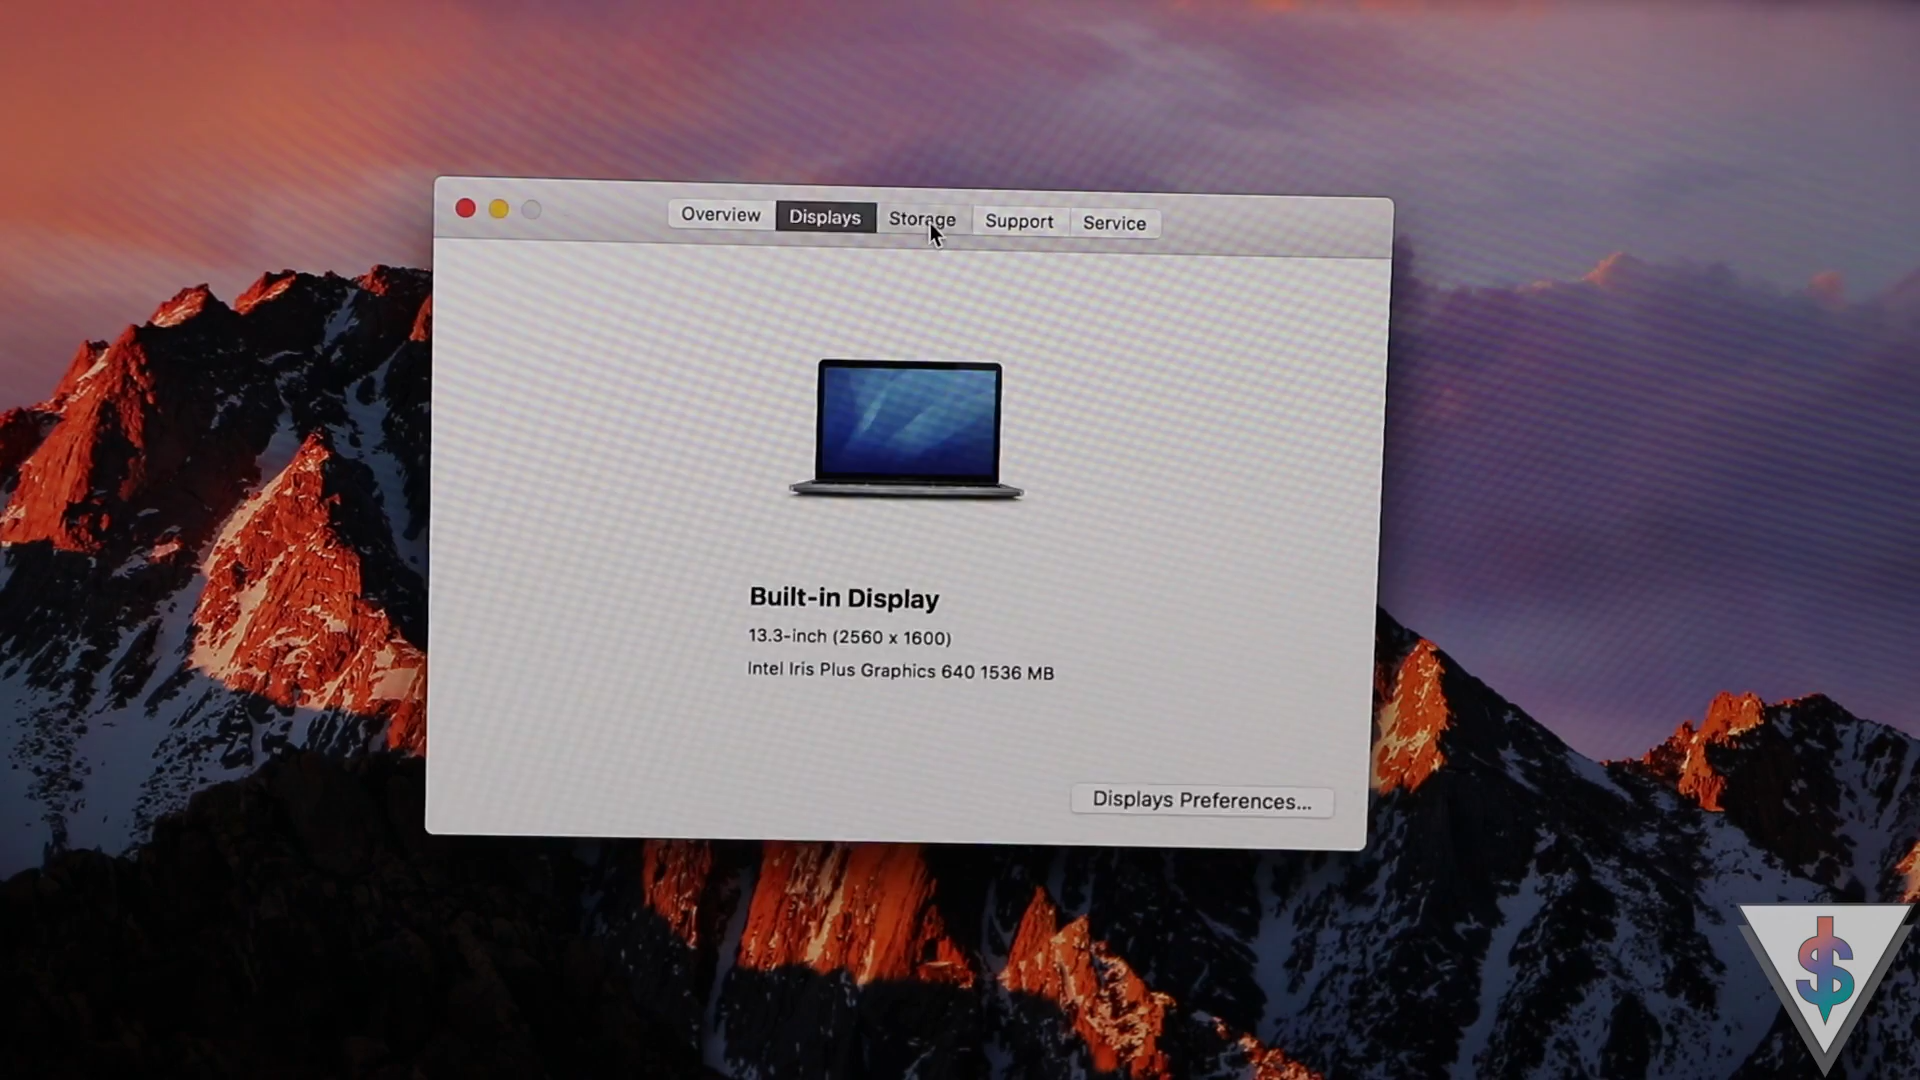 Overview Displays Storage Support Service
Built-in Display
13.3-inch (2560 x 1600)
Intel Iris Plus Graphics 640 1536 MB
Displays Preferences...
$